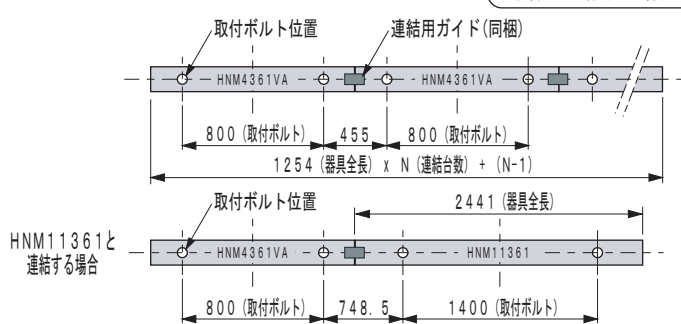 取付ボルト位置
連結用ガイド(同梱)
HNM4361VA
HNM4361VA
800(取付ボルト)
455
800(取付ボルト)
1254(器具全長) x N(連結台数) + (N-1)
取付ボルト位置
2441(器具全長)
HNM11361と
連結する場合
HNM4361VA
HNM11361
800(取付ボルト)
748.5
1400(取付ボルト)